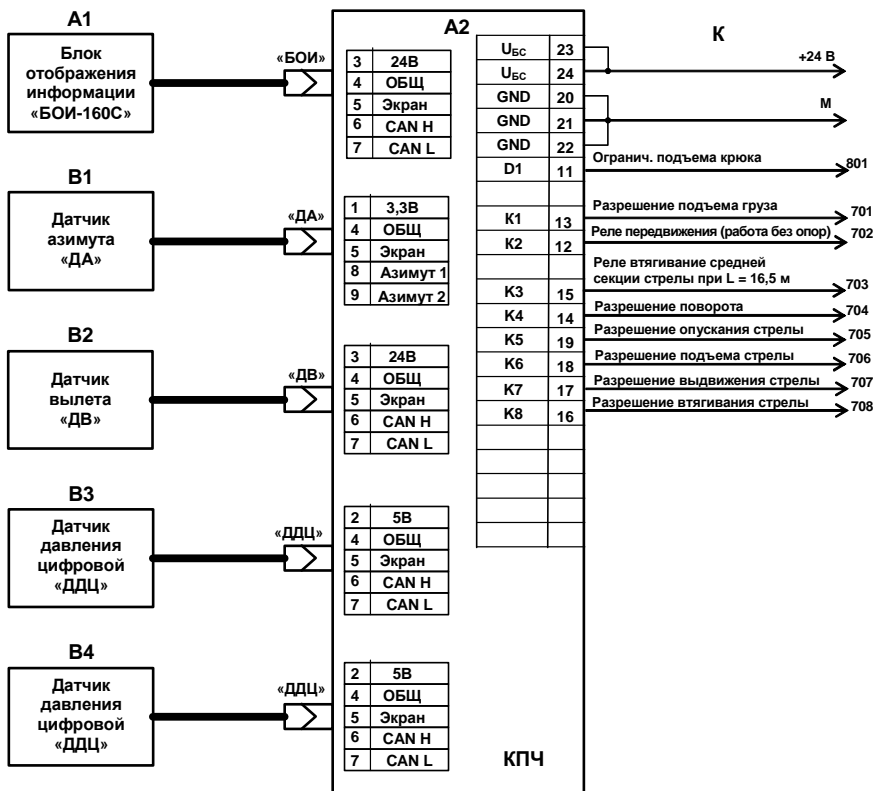 А1
Блок
отображения
информации
«БОИ-160С»
«БОИ»
А2
К
3 24В
4 ОБЩ
5 Экран
6 CAN H
7 CAN L
UБС 23
UБС 24
+24 В
GND 20
GND 21
М
GND 22
D1 11
Огранич. подъема крюка 801
В1
Датчик
азимута
«ДА»
«ДА»
1 3,3В
4 ОБЩ
5 Экран
8 Азимут 1
9 Азимут 2
К1 13
Разрешение подъема груза 701
К2 12
Реле передвижения (работа без опор) 702
Реле втягивание средней
секции стрелы при L = 16,5 м 703
К3 15
К4 14
Разрешение поворота 704
К5 19
Разрешение опускания стрелы 705
К6 18
Разрешение подъема стрелы 706
К7 17
Разрешение выдвижения стрелы 707
К8 16
Разрешение втягивания стрелы 708
В2
Датчик
вылета
«ДВ»
«ДВ»
3 24В
4 ОБЩ
5 Экран
6 CAN H
7 CAN L
В3
Датчик
давления
цифровой
«ДДЦ»
«ДДЦ»
2 5В
4 ОБЩ
5 Экран
6 CAN H
7 CAN L
В4
Датчик
давления
цифровой
«ДДЦ»
«ДДЦ»
2 5В
4 ОБЩ
5 Экран
6 CAN H
7 CAN L
КПЧ